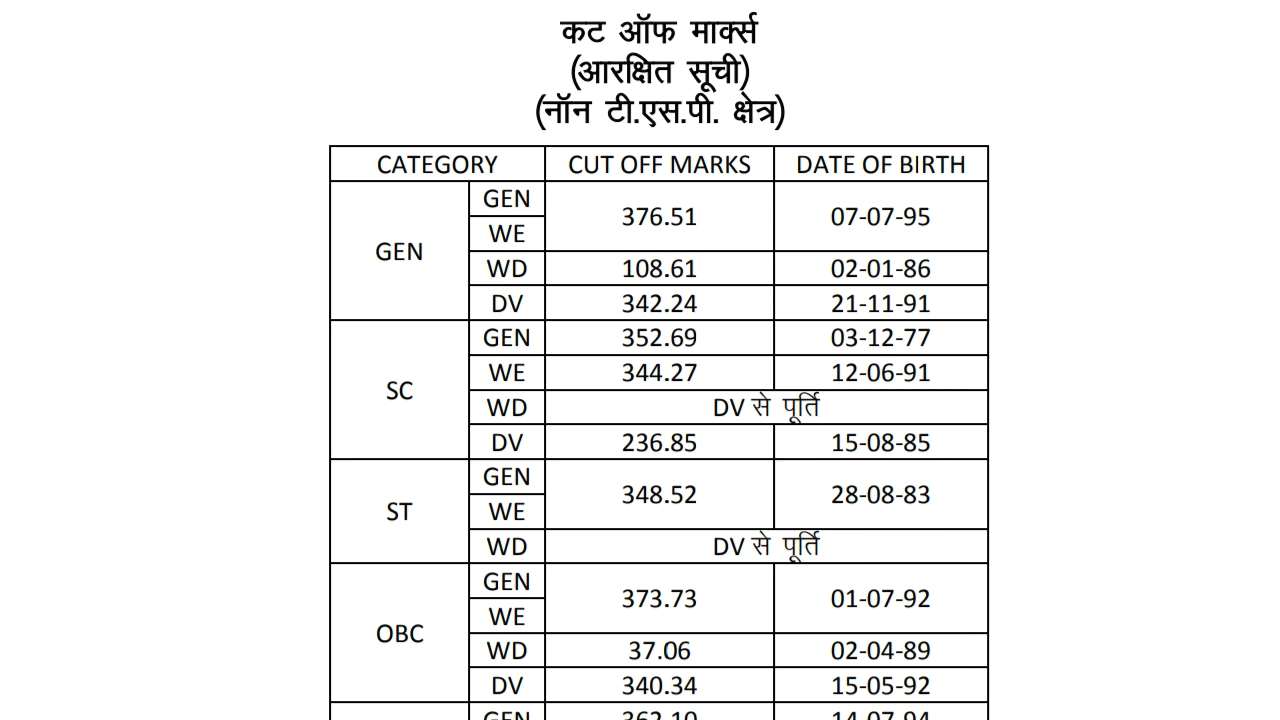 कट ऑफ मार्क्स
(आरक्षित सूची)
(नॉन टी.एस.पी. क्षेत्र)
CATEGORY CUT OFF MARKS DATE OF BIRTH
GEN GEN 376.51 07-07-95
WE
WD 108.61 02-01-86
DV 342.24 21-11-91
SC GEN 352.69 03-12-77
WE 344.27 12-06-91
WD DV से पूर्ति
DV 236.85 15-08-85
ST GEN 348.52 28-08-83
WE
WD DV से पूर्ति
OBC GEN 373.73 01-07-92
WE
WD 37.06 02-04-89
DV 340.34 15-05-92
GEN 362.10 14-07-94